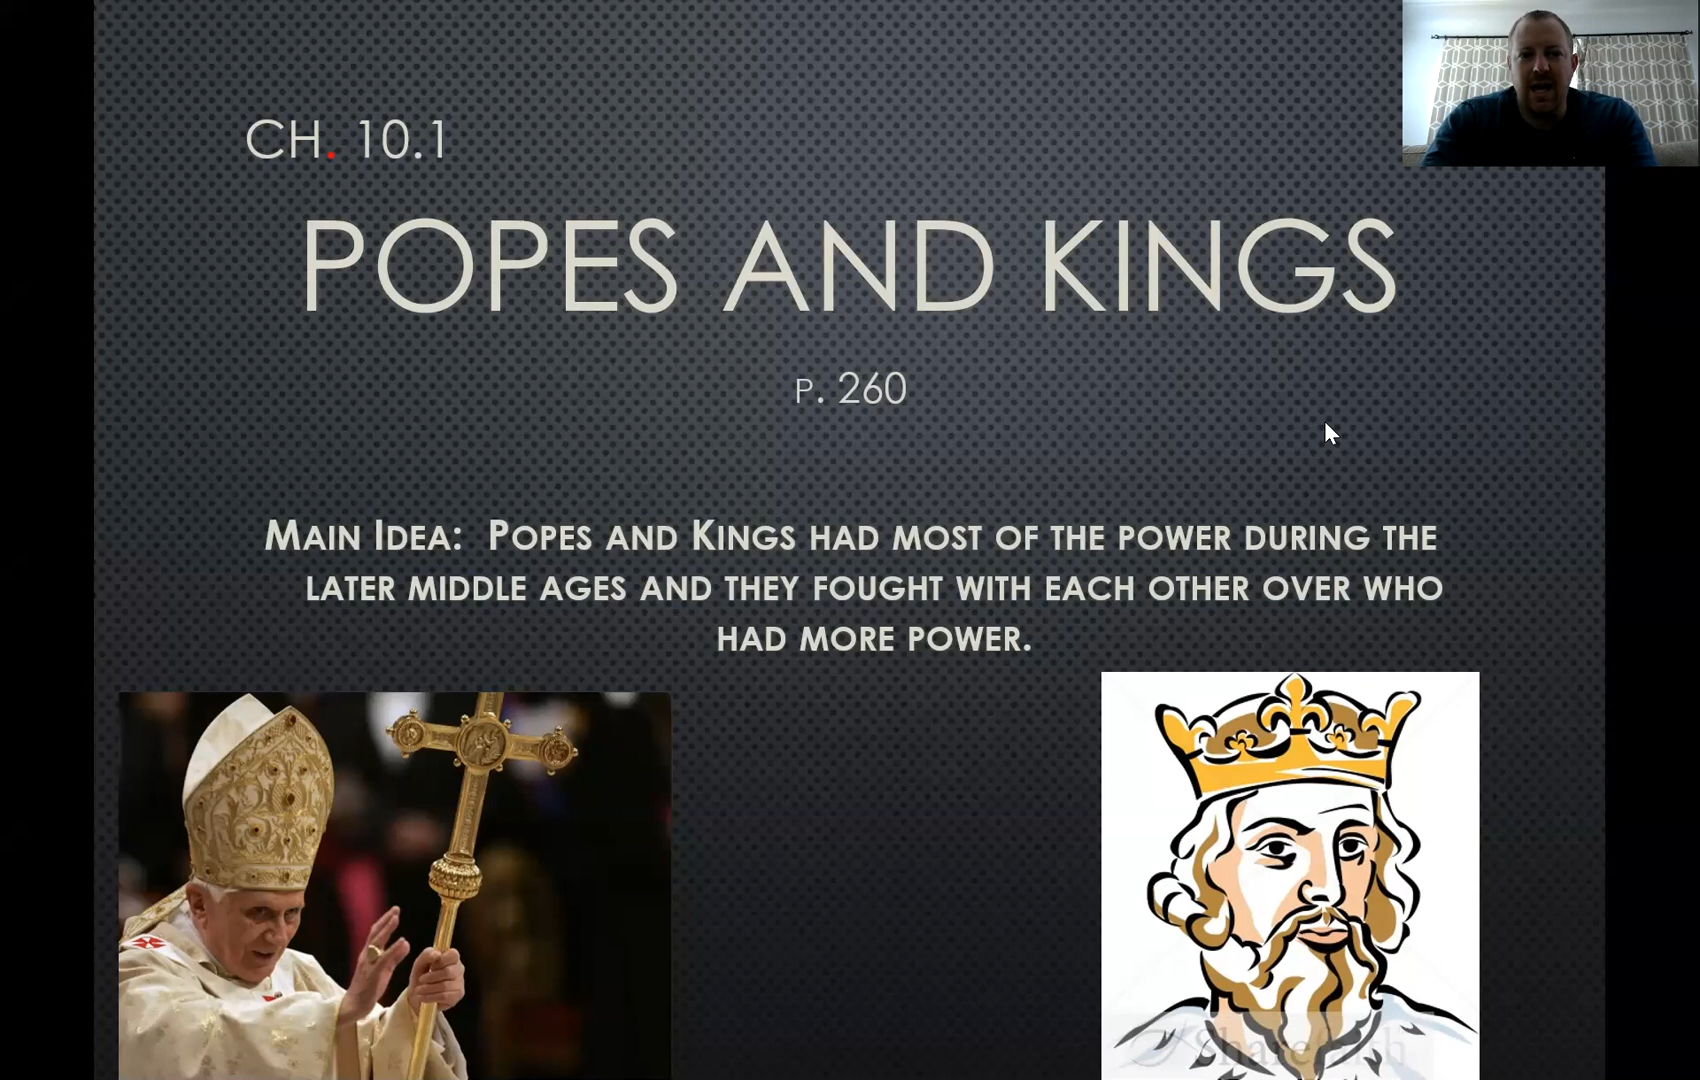 CH. 10.1
POPES AND KINGS
P. 260
MAIN IDEA: POPES AND KINGS HAD MOST OF THE POWER DURING THE
LATER MIDDLE AGES AND THEY FOUGHT WITH EACH OTHER OVER WHO
HAD MORE POWER.